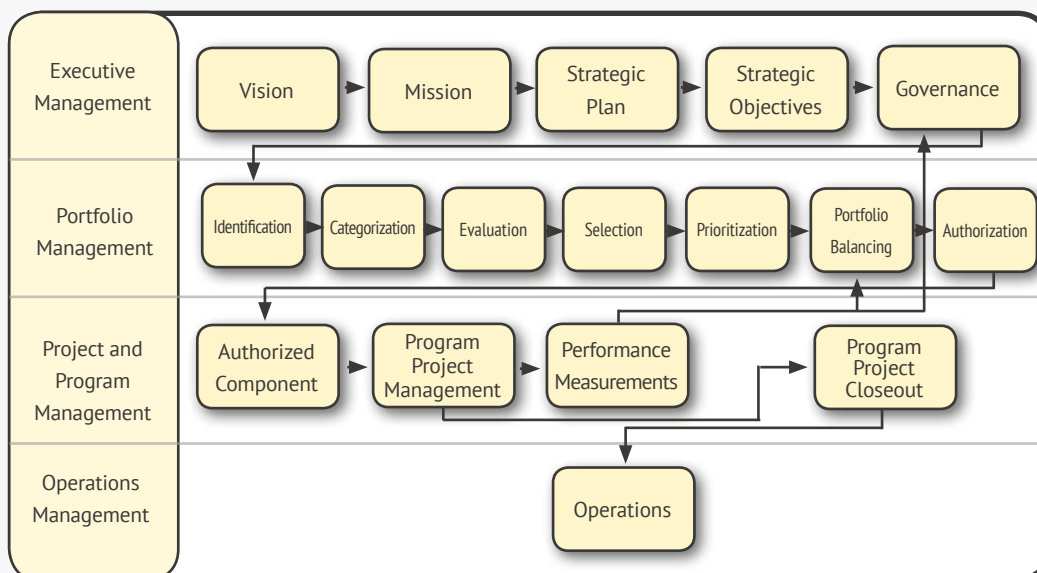 Executive
Management
Vision
Mission
Strategic
Plan
Strategic
Objectives
Governance
Portfolio
Management
Identification
Categorization
Evaluation
Selection
Prioritization
Portfolio
Balancing
Authorization
Project and
Program
Management
Authorized
Component
Program
Project
Management
Performance
Measurements
Program
Project
Closeout
Operations
Management
Operations